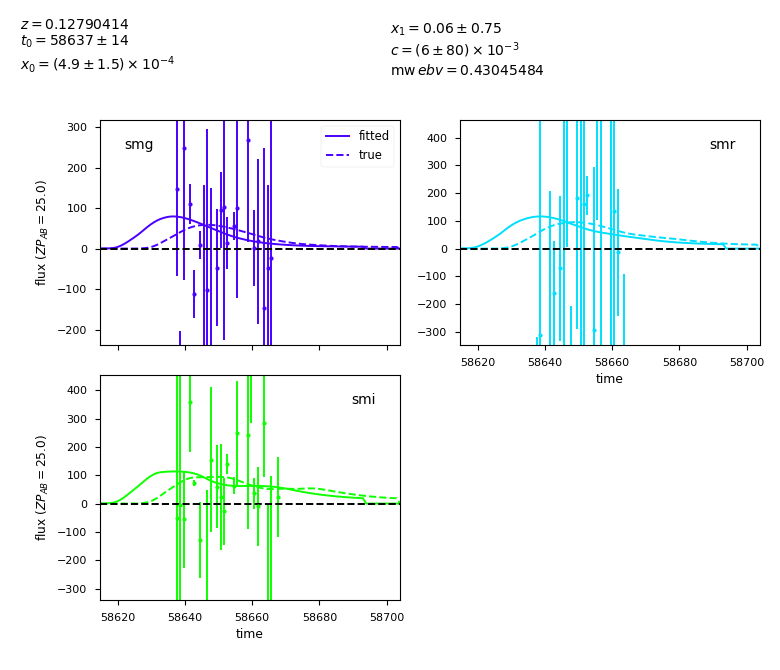 z = 0.12790414
t₀ = 58637 ± 14
x₀ = (4.9 ± 1.5) × 10⁻⁴
x₁ = 0.06 ± 0.75
c = (6 ± 80) × 10⁻³
mw ebv = 0.43045484
smg
fitted
true
300
200
100
0
−100
−200
flux (ZP_AB = 25.0)
smr
400
300
200
100
0
−100
−200
−300
58620 58640 58660 58680 58700
time
smi
400
300
200
100
0
−100
−200
−300
flux (ZP_AB = 25.0)
58620 58640 58660 58680 58700
time